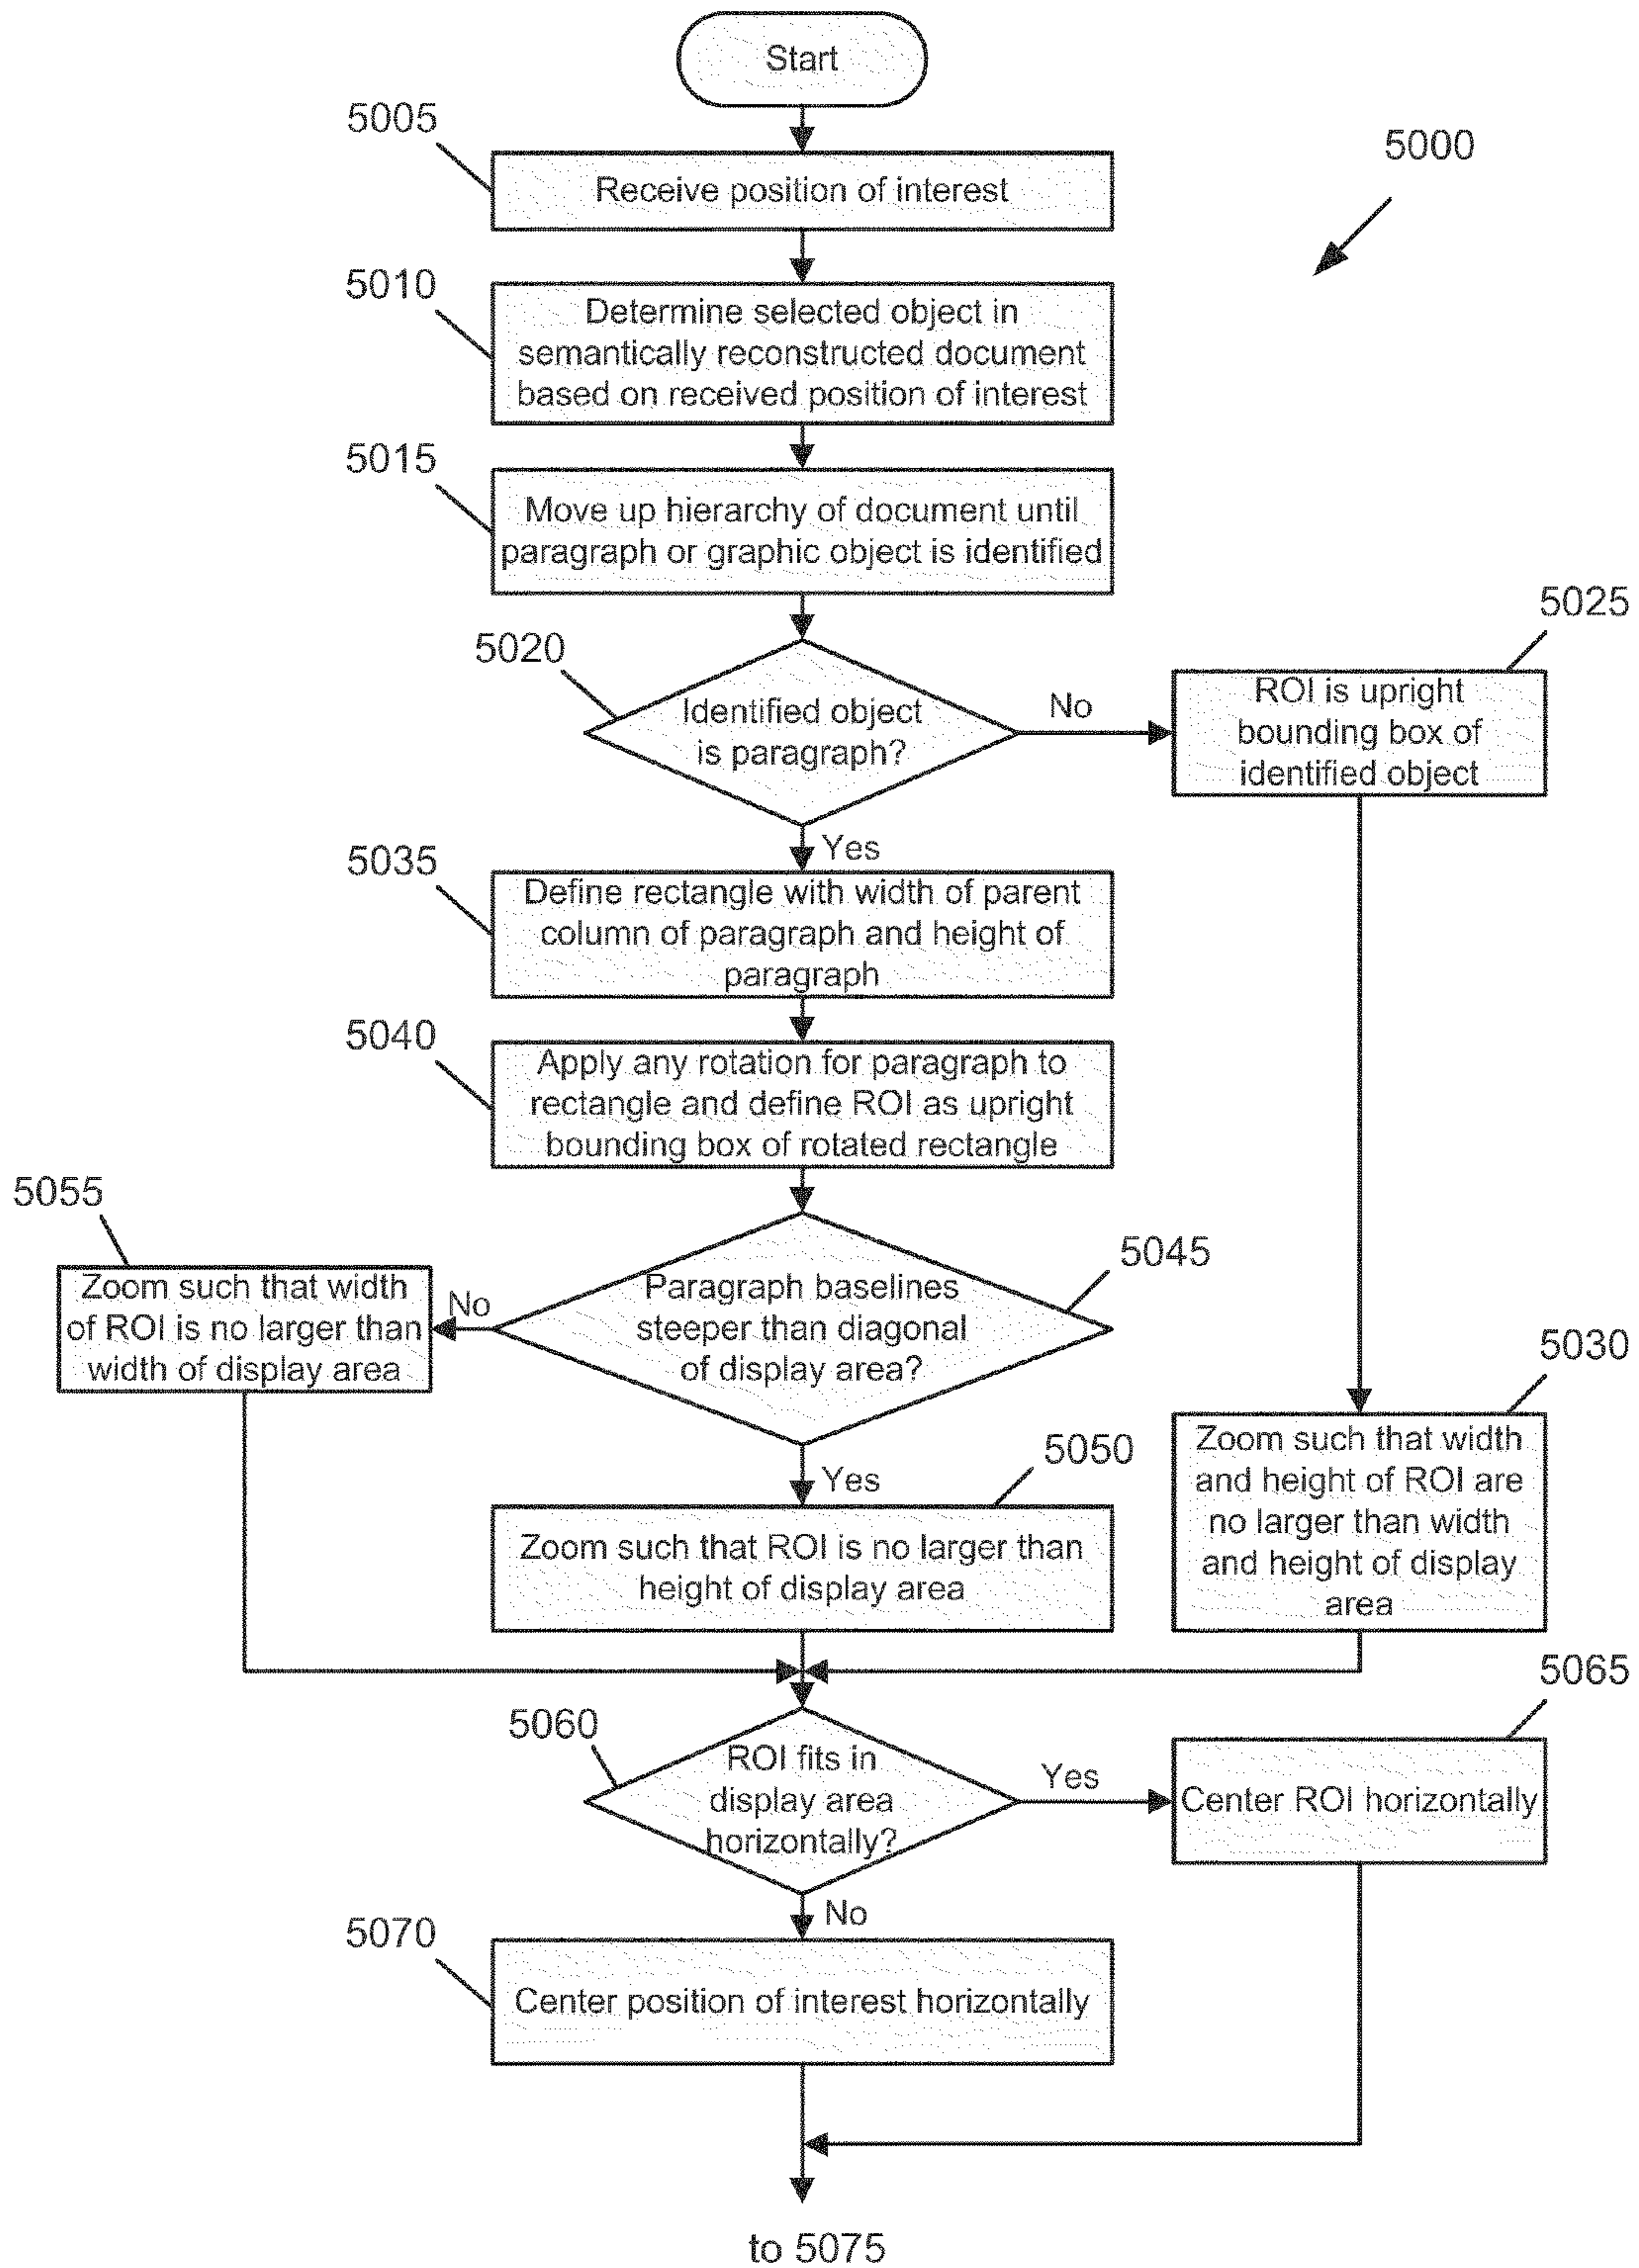 Start
5005
5000
Receive position of interest
5010
Determine selected object in
semantically reconstructed document
based on received position of interest
5015
Move up hierarchy of document until
paragraph or graphic object is identified
5025
5020
Identified object
is paragraph?
No
ROI is upright
bounding box of
identified object
Yes
5035
Define rectangle with width of parent
column of paragraph and height of
paragraph
5040
Apply any rotation for paragraph to
rectangle and define ROI as upright
bounding box of rotated rectangle
5055
5045
Zoom such that width
of ROI is no larger than
width of display area
No
Paragraph baselines
steeper than diagonal
of display area?
5030
Yes
5050
Zoom such that width
and height of ROI are
no larger than width
and height of display
area
Zoom such that ROI is no larger than
height of display area
5065
5060
ROI fits in
display area
horizontally?
Yes
Center ROI horizontally
No
5070
Center position of interest horizontally
to 5075